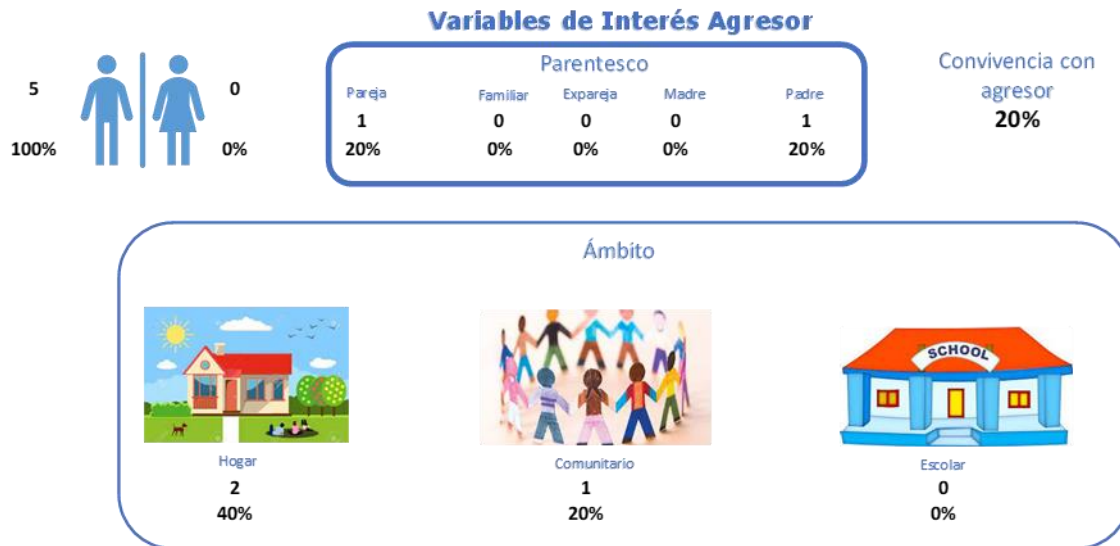 Variables de Interés Agresor
5
100%
0
0%
Parentesco
Pareja Familiar Expareja Madre Padre
1 0 0 0 1
20% 0% 0% 0% 20%
Convivencia con
agresor
20%
Ámbito
SCHOOL
Hogar Comunitario Escolar
2 1 0
40% 20% 0%